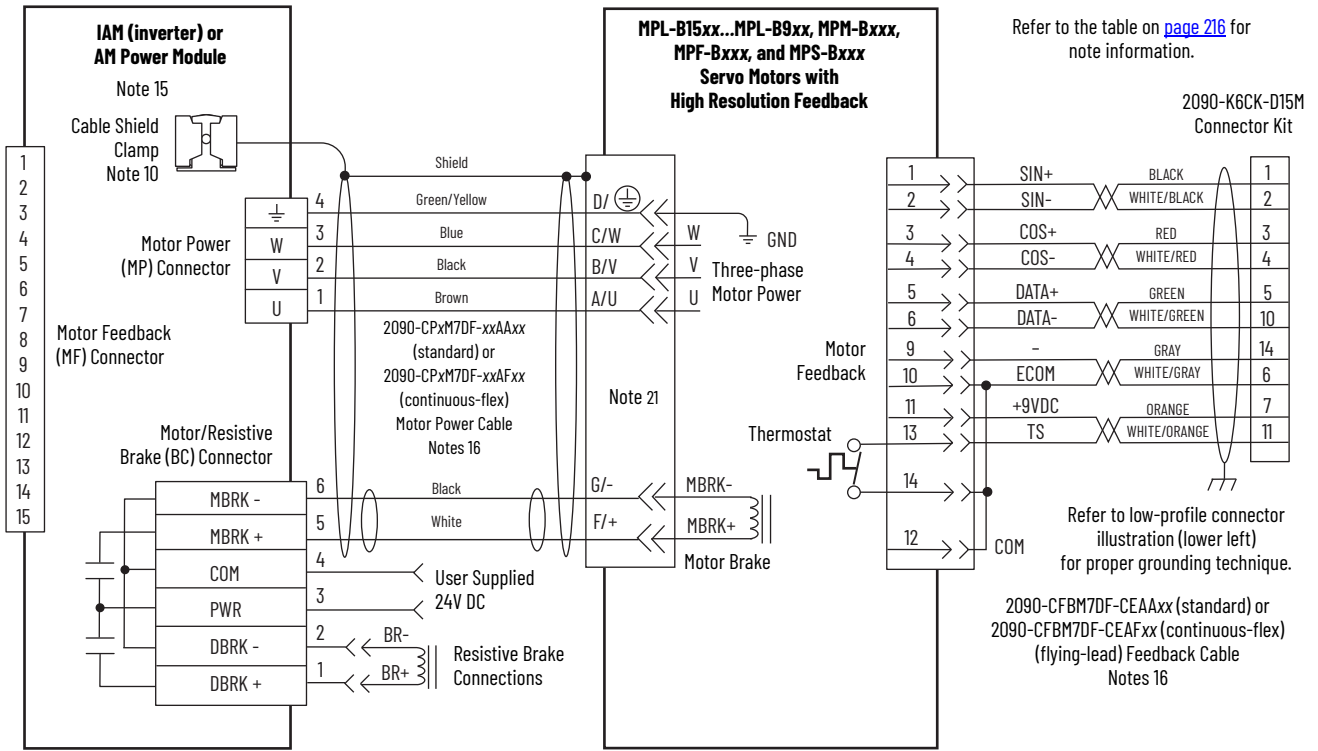 IAM (inverter) or
AM Power Module
Note 15
Cable Shield
Clamp
Note 10
1
2
3
4
5
6
7
8
9
10
11
12
13
14
15
Motor Feedback
(MF) Connector
Motor Power
(MP) Connector
W
V
U
4
3
2
1
Shield
Green/Yellow
Blue
Black
Brown
2090-CPxM7DF-xxAAxx
(standard) or
2090-CPxM7DF-xxAFxx
(continuous-flex)
Motor Power Cable
Notes 16
Motor/Resistive
Brake (BC) Connector
MBRK -
MBRK +
COM
PWR
DBRK -
DBRK +
6
5
4
3
2
1
Black
White
User Supplied
24V DC
BR-
BR+
Resistive Brake
Connections
MPL-B15xx...MPL-B9xx, MPM-Bxxx,
MPF-Bxxx, and MPS-Bxxx
Servo Motors with
High Resolution Feedback
D/
C/W
B/V
A/U
W
V
U
GND
Three-phase
Motor Power
Note 21
G/-
F/+
MBRK-
MBRK+
Motor Brake
Motor
Feedback
Thermostat
1
2
3
4
5
6
9
10
11
13
14
12
SIN+
SIN-
COS+
COS-
DATA+
DATA-
-
ECOM
+9VDC
TS
COM
BLACK
WHITE/BLACK
RED
WHITE/RED
GREEN
WHITE/GREEN
GRAY
WHITE/GRAY
ORANGE
WHITE/ORANGE
1
2
3
4
5
10
14
6
7
11
Refer to the table on page 216 for
note information.
2090-K6CK-D15M
Connector Kit
Refer to low-profile connector
illustration (lower left)
for proper grounding technique.
2090-CFBM7DF-CEAAxx (standard) or
2090-CFBM7DF-CEAFxx (continuous-flex)
(flying-lead) Feedback Cable
Notes 16